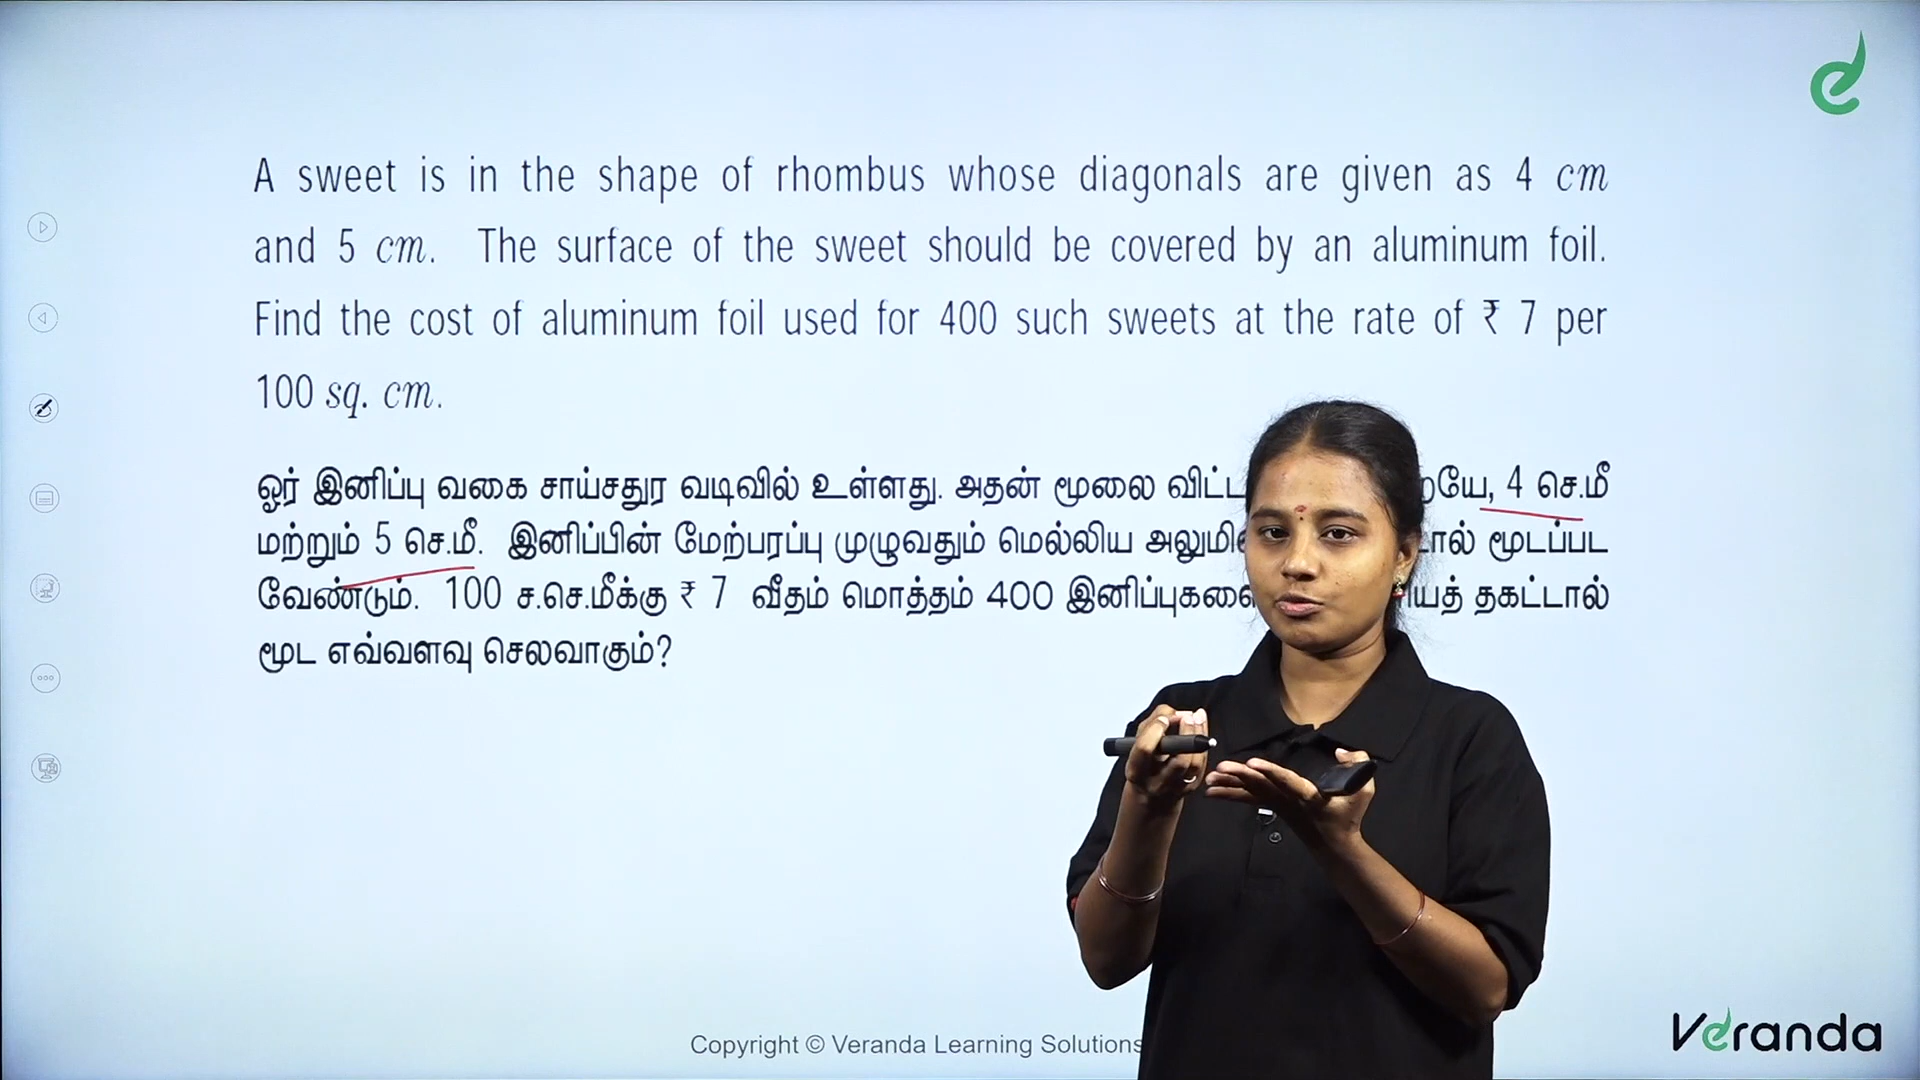 A sweet is in the shape of rhombus whose diagonals are given as 4 cm
and 5 cm. The surface of the sweet should be covered by an aluminum foil.
Find the cost of aluminum foil used for 400 such sweets at the rate of ₹ 7 per
100 sq. cm.
ஓர் இனிப்பு வகை சாய்சதுர வடிவில் உள்ளது. அதன் மூலை 4 செ.மீ
மற்றும் 5 செ.மீ. இனிப்பின் மேற்பரப்பு முழுவதும் மெல்லிய மூடப்பட
வேண்டும். 100 ச.செ.மீக்கு ₹ 7 வீதம் மொத்தம் 400 தகட்டால்
மூட எவ்வளவு செலவாகும்?
Copyright © Veranda Learning Solutions
Veranda